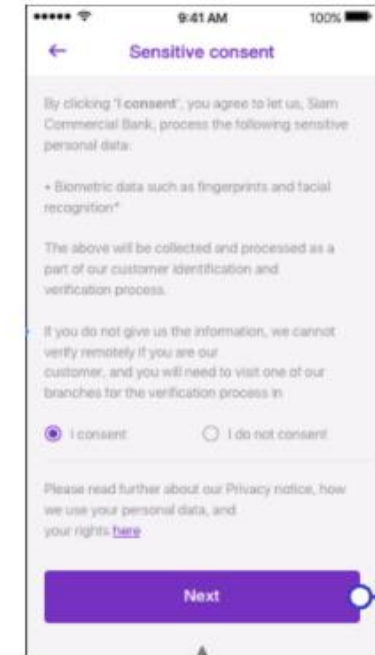 9:41 AM 100%
Sensitive consent
By clicking "I consent", you agree to let us, Siam
Commercial Bank, process the following sensitive
personal data:
• Biometric data such as fingerprints and facial
recognition*
The above will be collected and processed as a
part of our customer identification and
verification process.
If you do not give us the information, we cannot
verify remotely if you are our
customer, and you will need to visit one of our
branches for the verification process in
I consent I do not consent
Please read further about our Privacy notice, how
we use your personal data, and
your rights here
Next